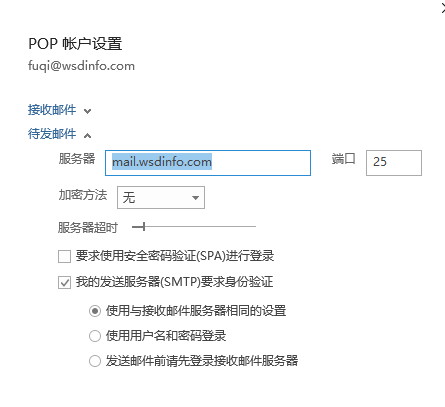 POP 帐户设置
fuqi@wsdinfo.com
接收邮件
待发邮件
服务器 mail.wsdinfo.com 端口 25
加密方法 无
服务器超时
要求使用安全密码验证(SPA)进行登录
我的发送服务器(SMTP)要求身份验证
使用与接收邮件服务器相同的设置
使用用户名和密码登录
发送邮件前请先登录接收邮件服务器